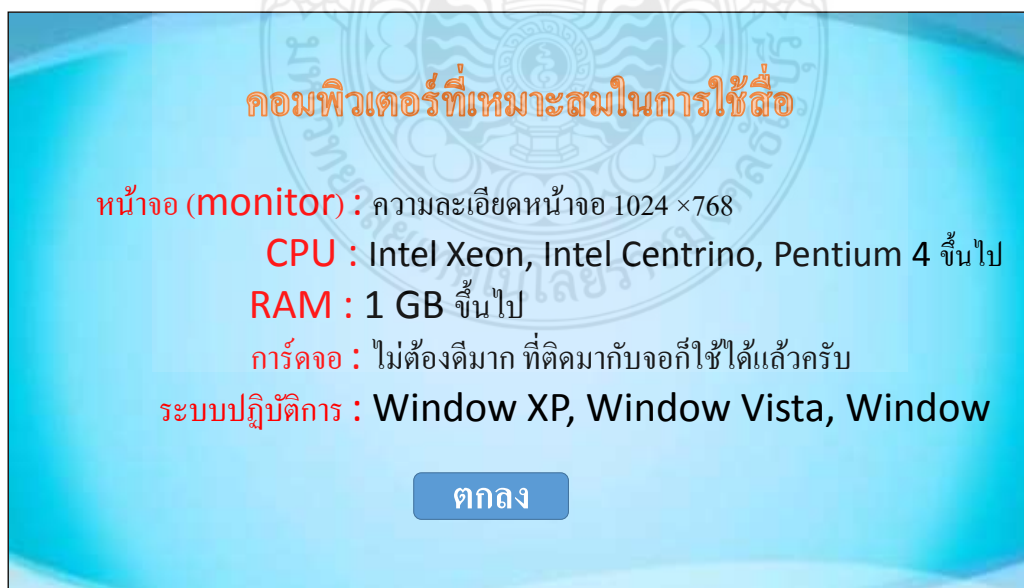 คอมพิวเตอร์ที่เหมาะสมในการใช้สื่อ
หน้าจอ (monitor) : ความละเอียดหน้าจอ 1024 ×768
CPU : Intel Xeon, Intel Centrino, Pentium 4 ขึ้นไป
RAM : 1 GB ขึ้นไป
การ์ดจอ : ไม่ต้องดีมาก ที่ติดมากับจอก็ใช้ได้แล้วครับ
ระบบปฏิบัติการ : Window XP, Window Vista, Window
ตกลง